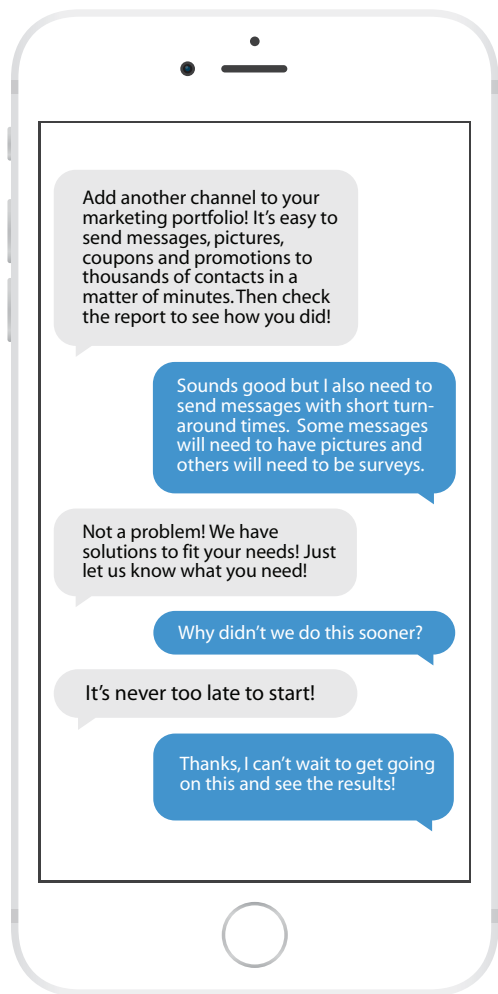 Add another channel to your
marketing portfolio! It's easy to
send messages, pictures,
coupons and promotions to
thousands of contacts in a
matter of minutes. Then check
the report to see how you did!
Sounds good but I also need to
send messages with short turn-
around times.  Some messages
will need to have pictures and
others will need to be surveys.
Not a problem! We have
solutions to fit your needs! Just
let us know what you need!
Why didn't we do this sooner?
It's never too late to start!
Thanks, I can't wait to get going
on this and see the results!